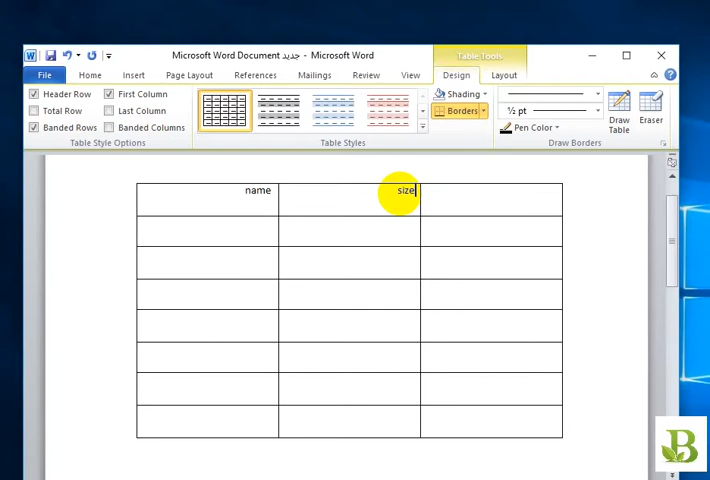 Microsoft Word Document جديد - Microsoft Word
Table Tools
File Home Insert Page Layout References Mailings Review View Design Layout
Header Row First Column
Total Row Last Column
Banded Rows Banded Columns
Table Style Options
Table Styles
Shading
Borders
½ pt
Pen Color
Draw Table
Eraser
Draw Borders
name size